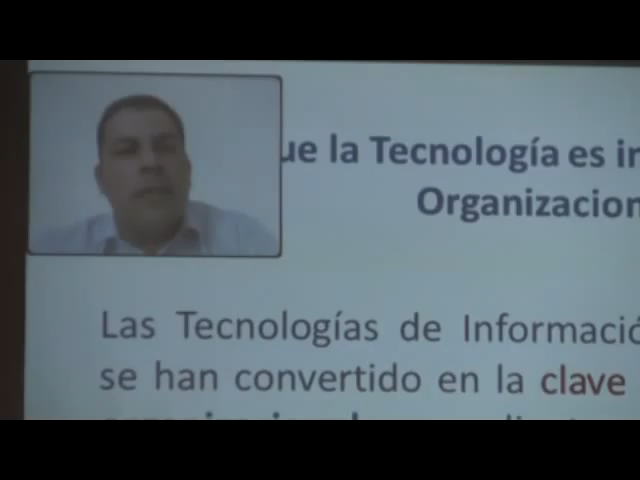 ue la Tecnología es in
Organizacion
Las Tecnologías de Informació
se han convertido en la clave